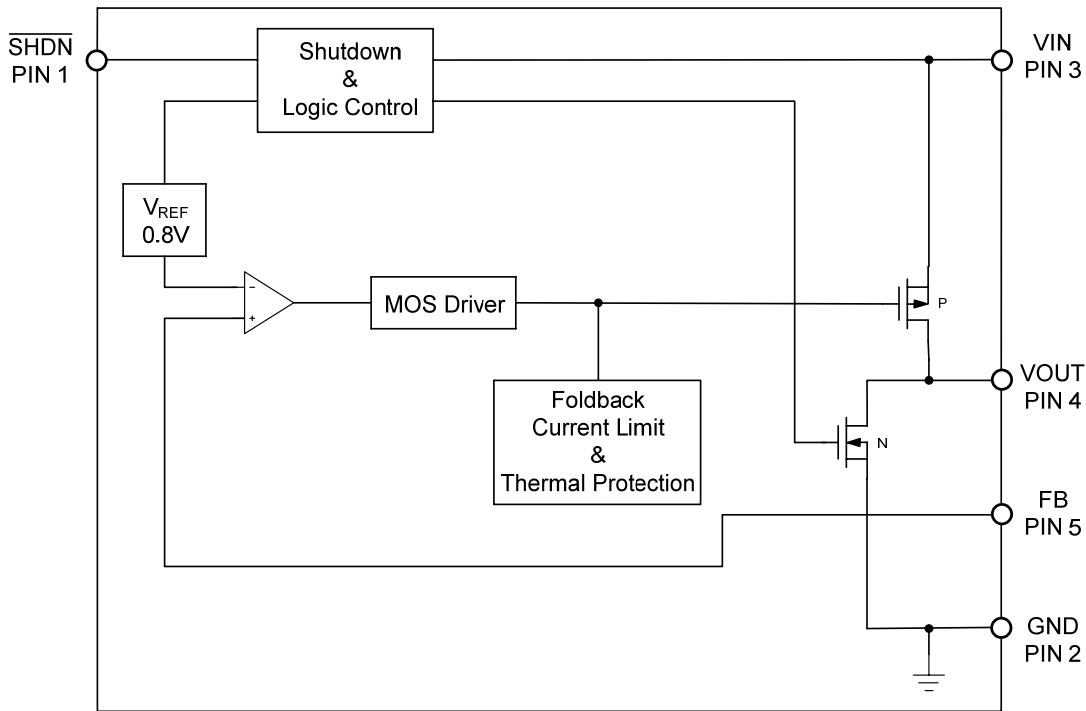 SHDN
PIN 1
Shutdown
&
Logic Control
VIN
PIN 3
VREF
0.8V
-
+
MOS Driver
P
Foldback
Current Limit
&
Thermal Protection
VOUT
PIN 4
N
FB
PIN 5
GND
PIN 2